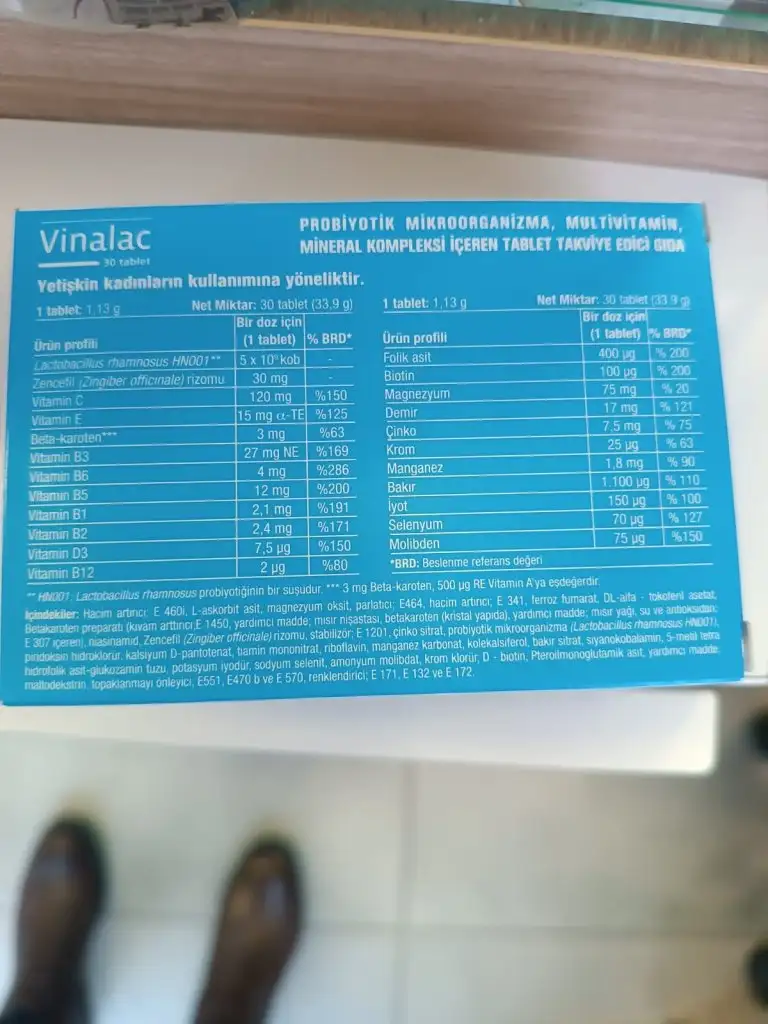 Vinalac
30 tablet
PROBİYOTİK MİKROORGANİZMA, MULTİVİTAMİN,
MİNERAL KOMPLEKSİ İÇEREN TABLET TAKVİYE EDİCİ GIDA
Yetişkin kadınların kullanımına yöneliktir.
1 tablet: 1,13 g Net Miktar: 30 tablet (33,9 g)
Ürün profili Bir doz için (1 tablet) % BRD*
Lactobacillus rhamnosus HN001** 5 x 10⁹ kob -
Zencefil (Zingiber officinale) rizomu 30 mg -
Vitamin C 120 mg %150
Vitamin E 15 mg α-TE %125
Beta-karoten*** 3 mg %63
Vitamin B3 27 mg NE %169
Vitamin B6 4 mg %286
Vitamin B5 12 mg %200
Vitamin B1 2,1 mg %191
Vitamin B2 2,4 mg %171
Vitamin D3 7,5 µg %150
Vitamin B12 2 µg %80
1 tablet: 1,13 g Net Miktar: 30 tablet (33,9 g)
Ürün profili Bir doz için (1 tablet) % BRD*
Folik asit 400 µg % 200
Biotin 100 µg % 200
Magnezyum 75 mg % 20
Demir 17 mg % 121
Çinko 7,5 mg % 75
Krom 25 µg % 63
Manganez 1,8 mg % 90
Bakır 1.100 µg % 110
İyot 150 µg % 100
Selenyum 70 µg % 127
Molibden 75 µg %150
*BRD: Beslenme referans değeri
** HN001: Lactobacillus rhamnosus probiyotiğinin bir suşudur. *** 3 mg Beta-karoten, 500 µg RE Vitamin A'ya eşdeğerdir.
İçindekiler: Hacim artırıcı; E 460i, L-askorbit asit, magnezyum oksit, parlatıcı; E464, hacim artırıcı; E 341, ferroz fumarat, DL-alfa - tokoferil asetat,
Betakaroten preparatı (kıvam arttırıcı:E 1450, yardımcı madde; mısır nişastası, betakaroten (kristal yapıda), yardımcı madde; mısır yağı, su ve antioksidan;
E 307 içeren), niasinamid, Zencefil (Zingiber officinale) rizomu, stabilizör; E 1201, çinko sitrat, probiyotik mikroorganizma (Lactobacillus rhamnosus HN001),
piridoksin hidroklorür, kalsiyum D-pantotenat, tiamin mononitrat, riboflavin, manganez karbonat, kolekalsiferol, bakır sitrat, siyanokobalamin, 5-metil tetra
hidrofolik asit-glukozamin tuzu, potasyum iyodür, sodyum selenit, amonyum molibdat, krom klorür, D - biotin, Pteroilmonoglutamik asit, yardımcı madde;
maltodekstrin, topaklanmayı önleyici; E551, E470 b ve E 570, renklendirici; E 171, E 132 ve E 172.